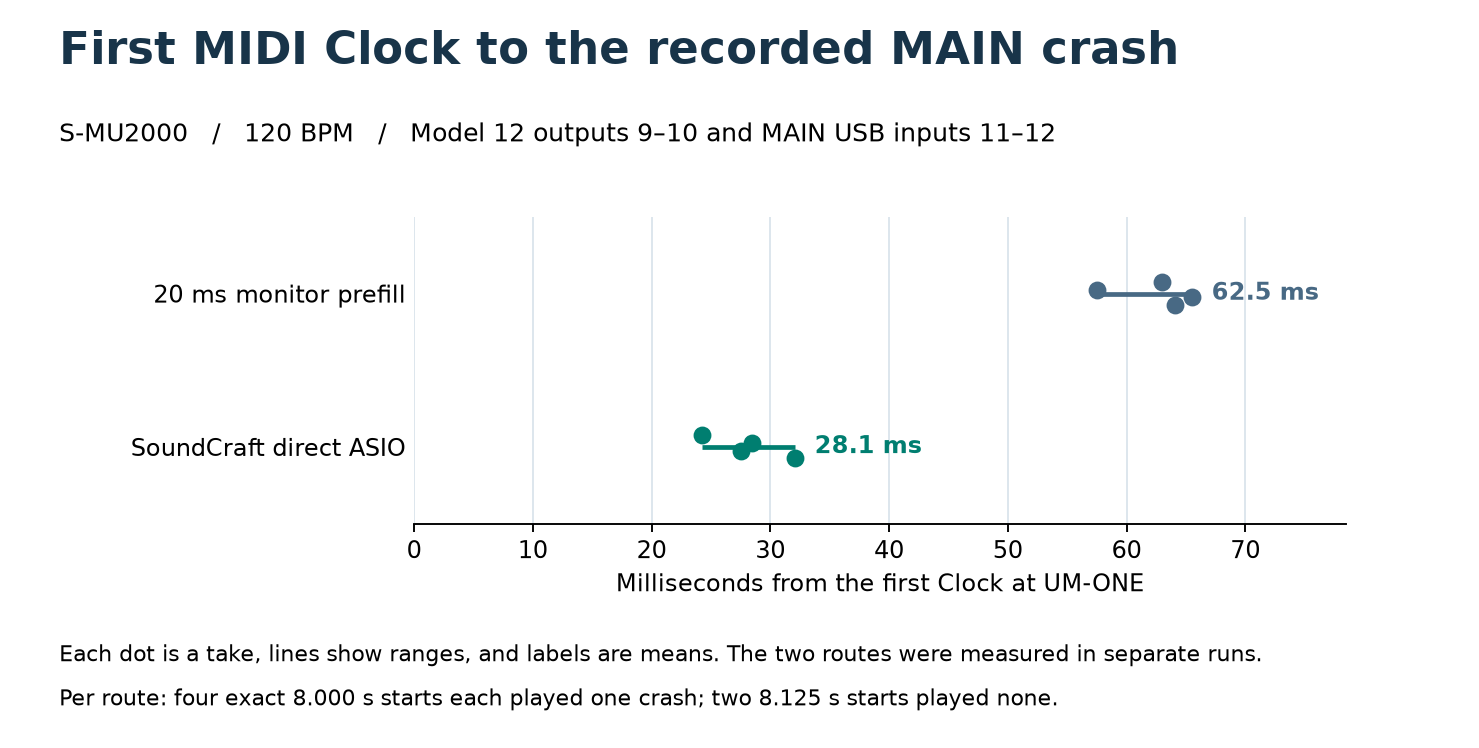 First MIDI Clock to the recorded MAIN crash
S-MU2000 / 120 BPM / Model 12 outputs 9–10 and MAIN USB inputs 11–12
20 ms monitor prefill
62.5 ms
SoundCraft direct ASIO
28.1 ms
0 10 20 30 40 50 60 70
Milliseconds from the first Clock at UM-ONE
Each dot is a take, lines show ranges, and labels are means. The two routes were measured in separate runs.
Per route: four exact 8.000 s starts each played one crash; two 8.125 s starts played none.